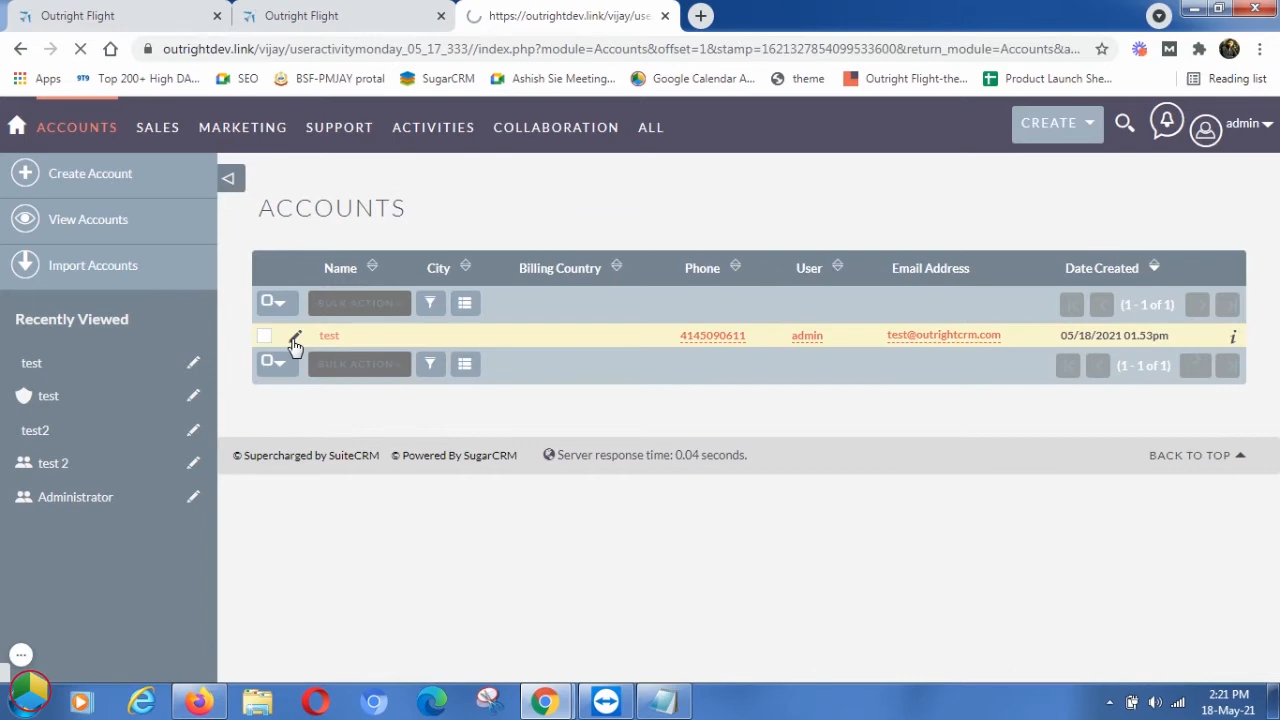 Outright Flight
Outright Flight
https://outrightdev.link/vijay/use
outrightdev.link/vijay/useractivitymonday_05_17_333//index.php?module=Accounts&offset=1&stamp=1621327854099533600&return_module=Accounts&a...
Apps
Top 200+ High DA...
SEO
BSF-PMJAY protal
SugarCRM
Ashish Sie Meeting...
Google Calendar A...
theme
Outright Flight-the...
Product Launch She...
Reading list
ACCOUNTS
SALES
MARKETING
SUPPORT
ACTIVITIES
COLLABORATION
ALL
CREATE
admin
Create Account
View Accounts
Import Accounts
Recently Viewed
test
test
test2
test 2
Administrator
ACCOUNTS
Name
City
Billing Country
Phone
User
Email Address
Date Created
BULK ACTION
(1 - 1 of 1)
test
4145090611
admin
test@outrightcrm.com
05/18/2021 01.53pm
BULK ACTION
(1 - 1 of 1)
© Supercharged by SuiteCRM
© Powered By SugarCRM
Server response time: 0.04 seconds.
BACK TO TOP
2:21 PM
18-May-21